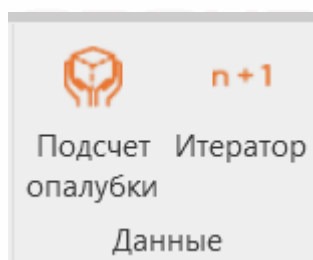 n + 1
Подсчет опалубки
Итератор
Данные